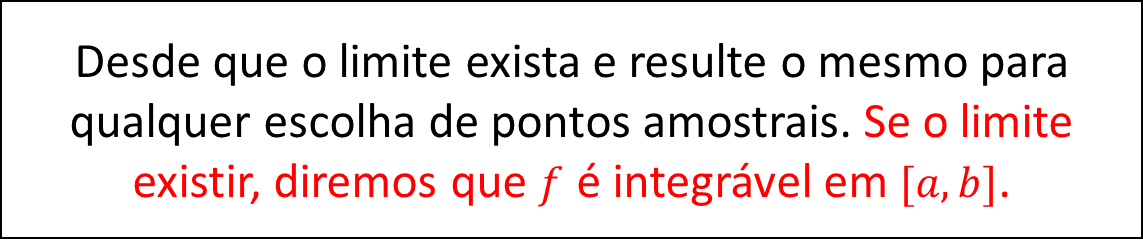 Desde que o limite exista e resulte o mesmo para
qualquer escolha de pontos amostrais. Se o limite
existir, diremos que f é integrável em [a, b].